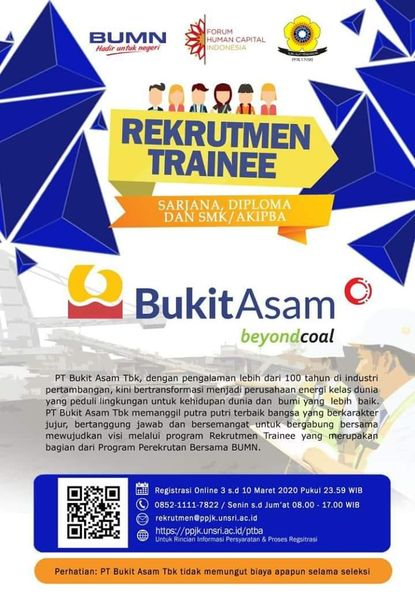 BUMN
Hadir untuk negeri
FORUM
HUMAN CAPITAL
INDONESIA
PPJK UNSRI
REKRUTMEN
TRAINEE
SARJANA, DIPLOMA
DAN SMK/AKIPBA
BukitAsam
beyondcoal
PT Bukit Asam Tbk, dengan pengalaman lebih dari 100 tahun di industri
pertambangan, kini bertransformasi menjadi perusahaan energi kelas dunia
yang peduli lingkungan untuk kehidupan dunia dan bumi yang lebih baik.
PT Bukit Asam Tbk memanggil putra putri terbaik bangsa yang berkarakter
jujur, bertanggung jawab dan bersemangat untuk bergabung bersama
mewujudkan visi melalui program Rekrutmen Trainee yang merupakan
bagian dari Program Perekrutan Bersama BUMN.
Registrasi Online 3 s.d 10 Maret 2020 Pukul 23.59 WIB
0852-1111-7822 / Senin s.d Jum'at 08.00 - 17.00 WIB
rekrutmen@ppjk.unsri.ac.id
https://ppjk.unsri.ac.id/ptba
Untuk Rincian Informasi Persyaratan & Proses Regsitrasi
Perhatian: PT Bukit Asam Tbk tidak memungut biaya apapun selama seleksi